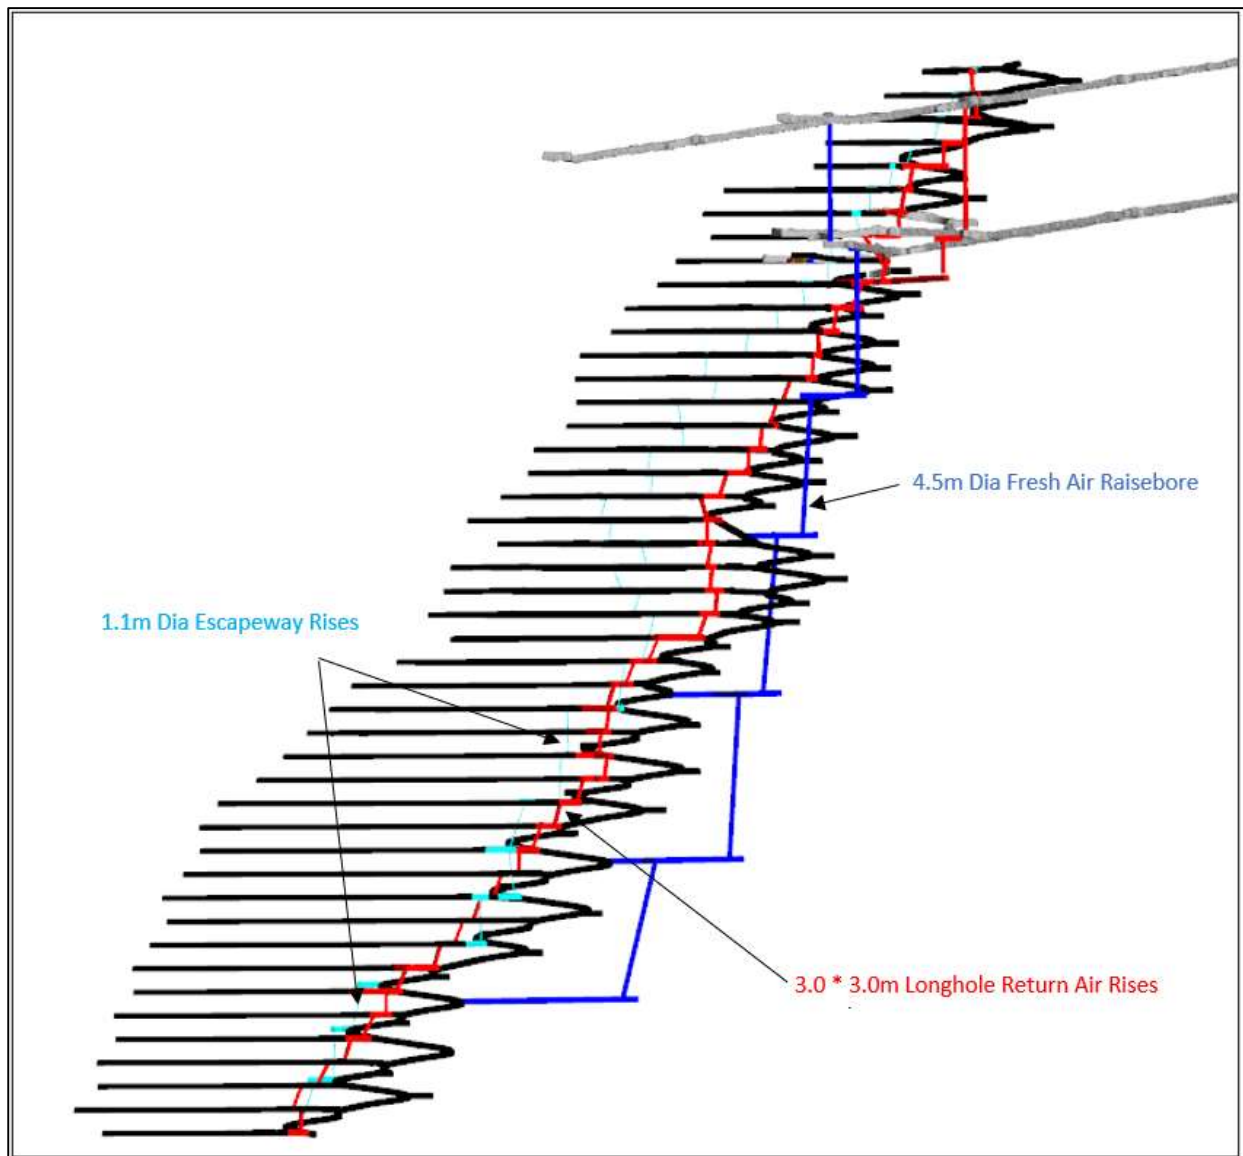 4.5m Dia Fresh Air Raisebore
1.1m Dia Escapeway Rises
3.0 * 3.0m Longhole Return Air Rises